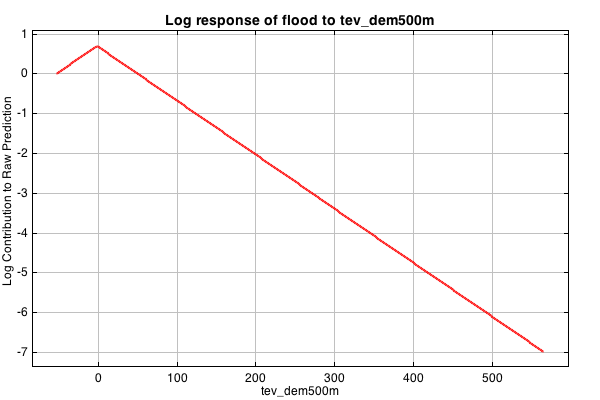 Log response of flood to tev_dem500m
Log Contribution to Raw Prediction
1
0
-1
-2
-3
-4
-5
-6
-7
0 100 200 300 400 500
tev_dem500m